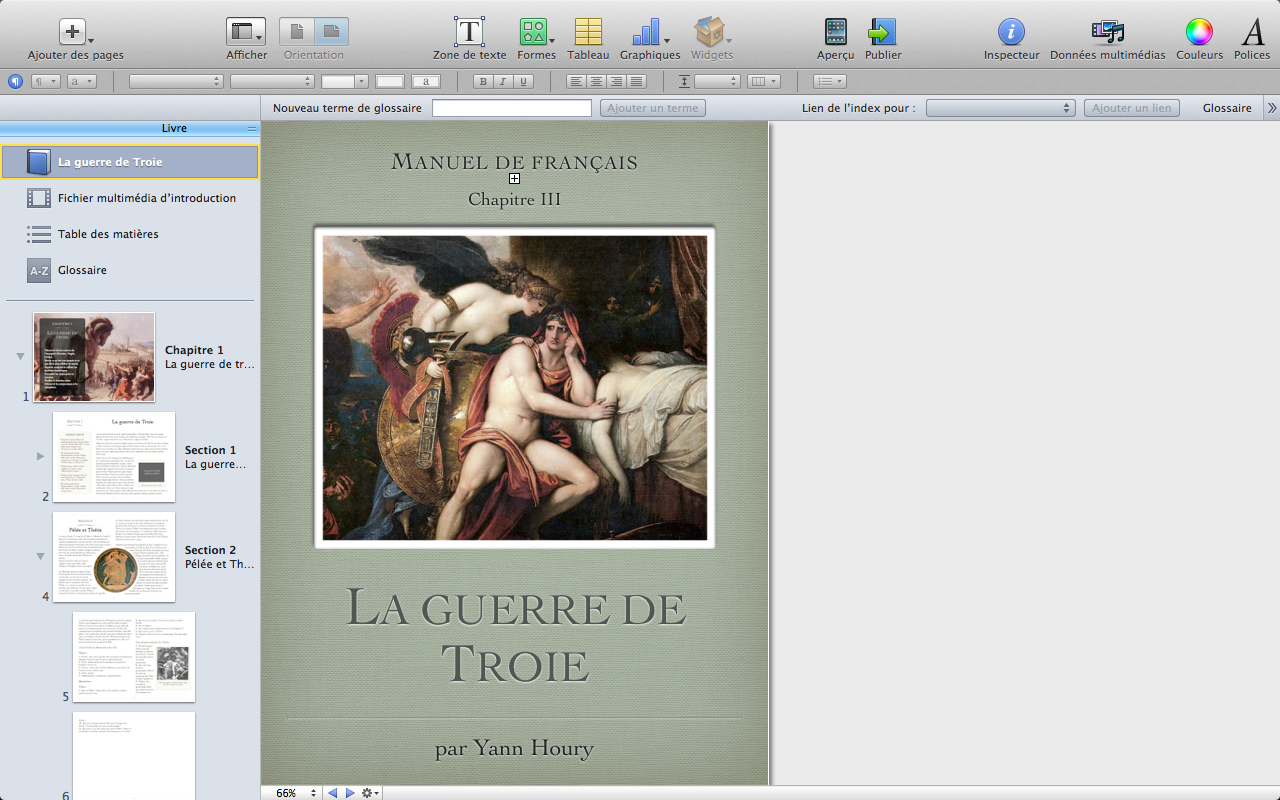 Ajouter des pages
Afficher
Orientation
T
Zone de texte
Formes
Tableau
Graphiques
Widgets
Aperçu
Publier
i
Inspecteur
Données multimédias
Couleurs
A
Polices
¶
¶
a
a
B I U
Nouveau terme de glossaire
Ajouter un terme
Lien de l’index pour :
Ajouter un lien
Glossaire
»
Livre
La guerre de Troie
Fichier multimédia d’introduction
Table des matières
A-Z
Glossaire
Chapitre 1
La guerre de tr…
1
La guerre de Troie
Section 1
La guerre…
2
Pélée et Thétis
Section 2
Pélée et Th…
4
5
6
Manuel de français
Chapitre III
La guerre de
Troie
par Yann Houry
66%